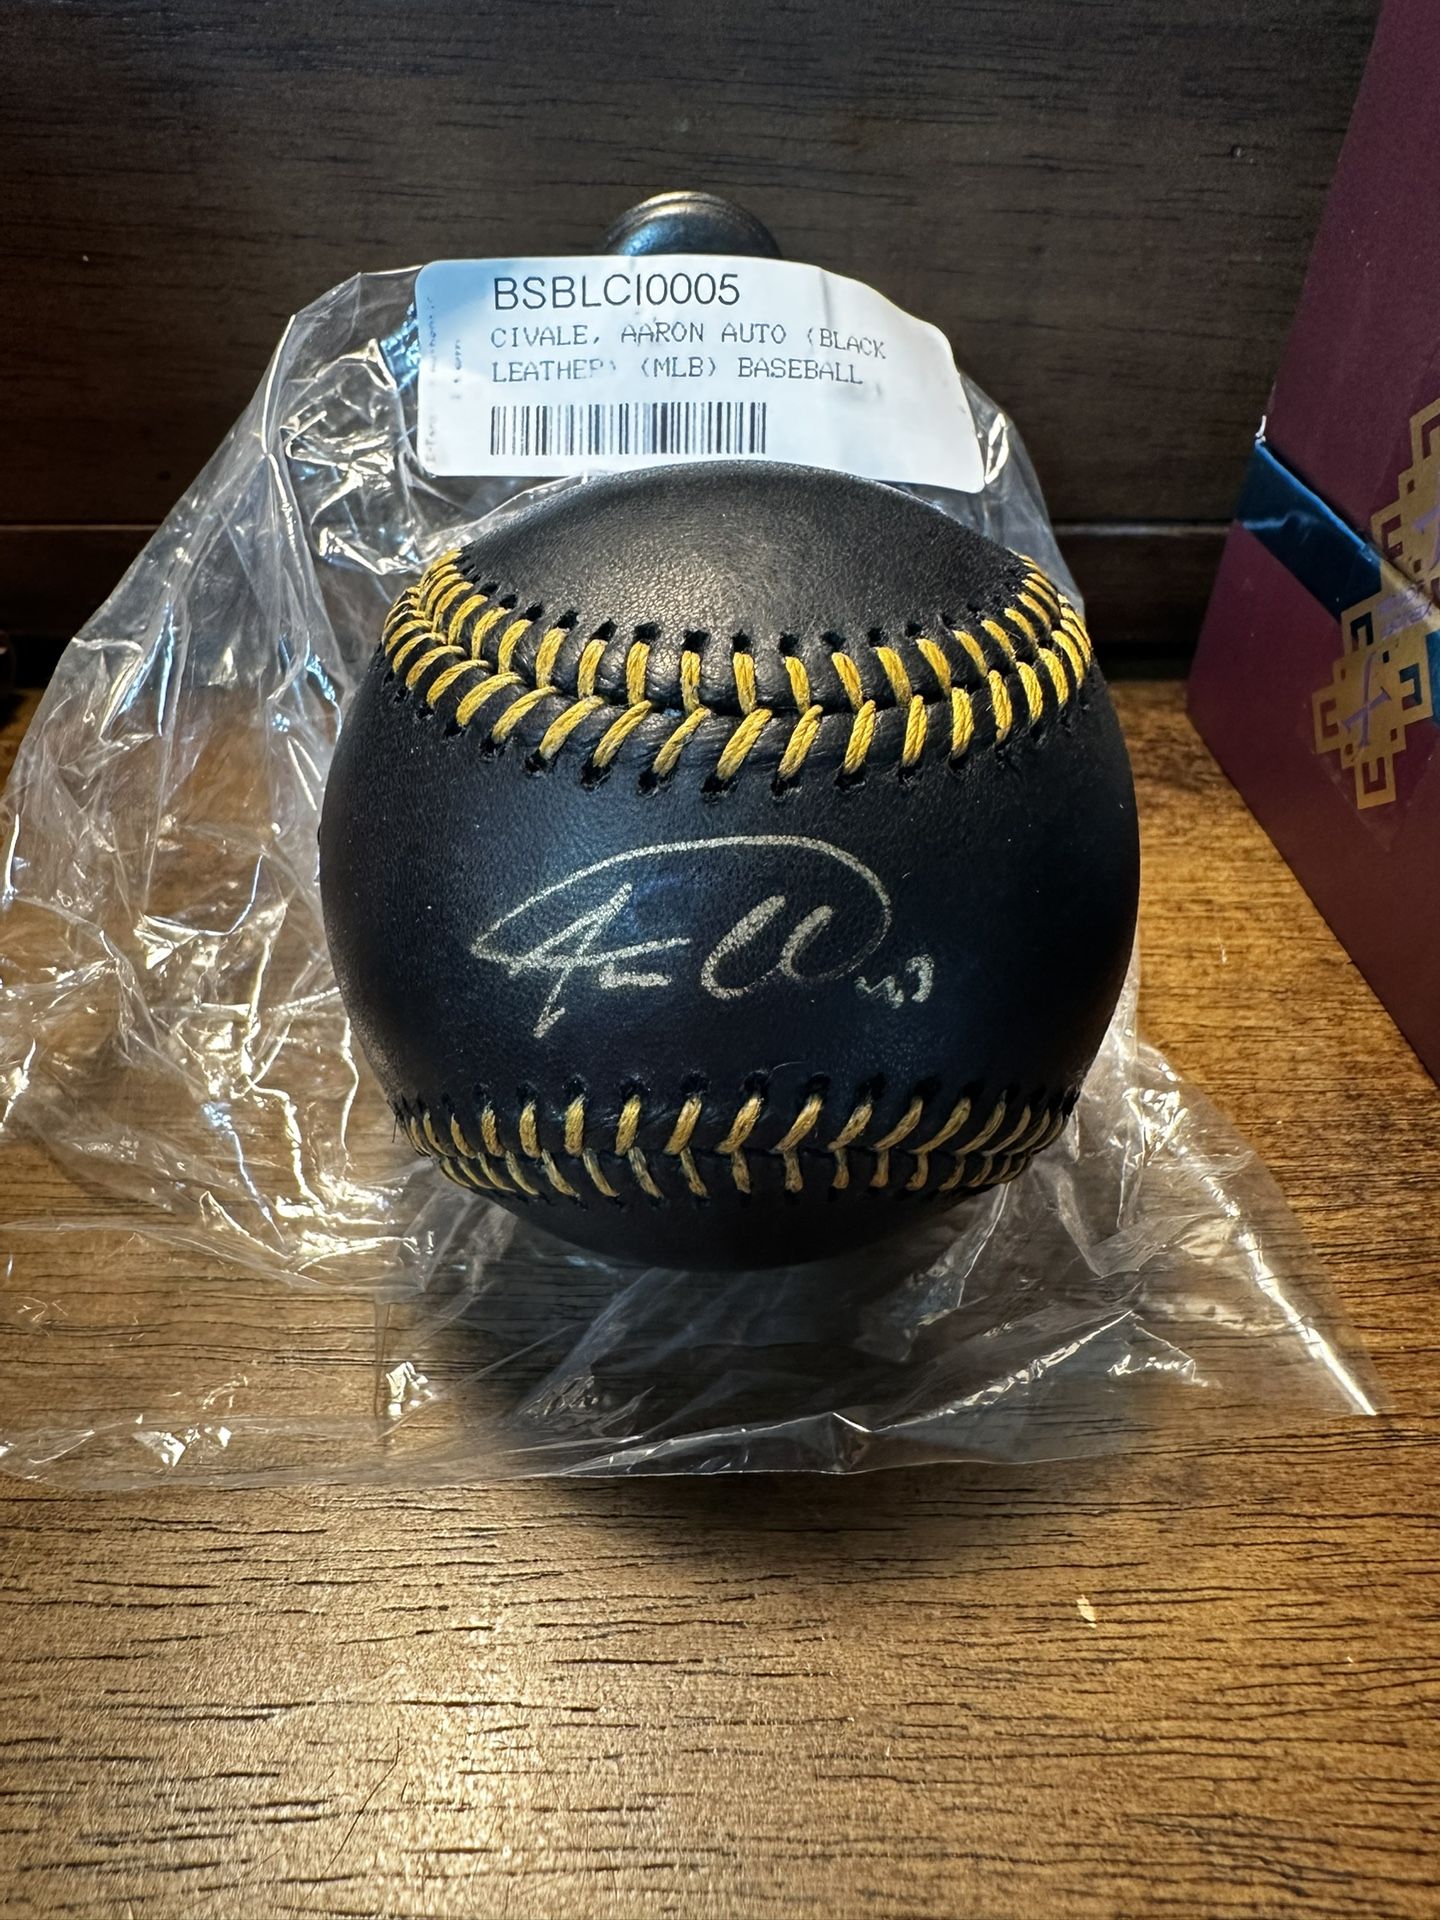 BSBLCI0005
CIVALE, AARON AUTO (BLACK
LEATHER) (MLB) BASEBALL